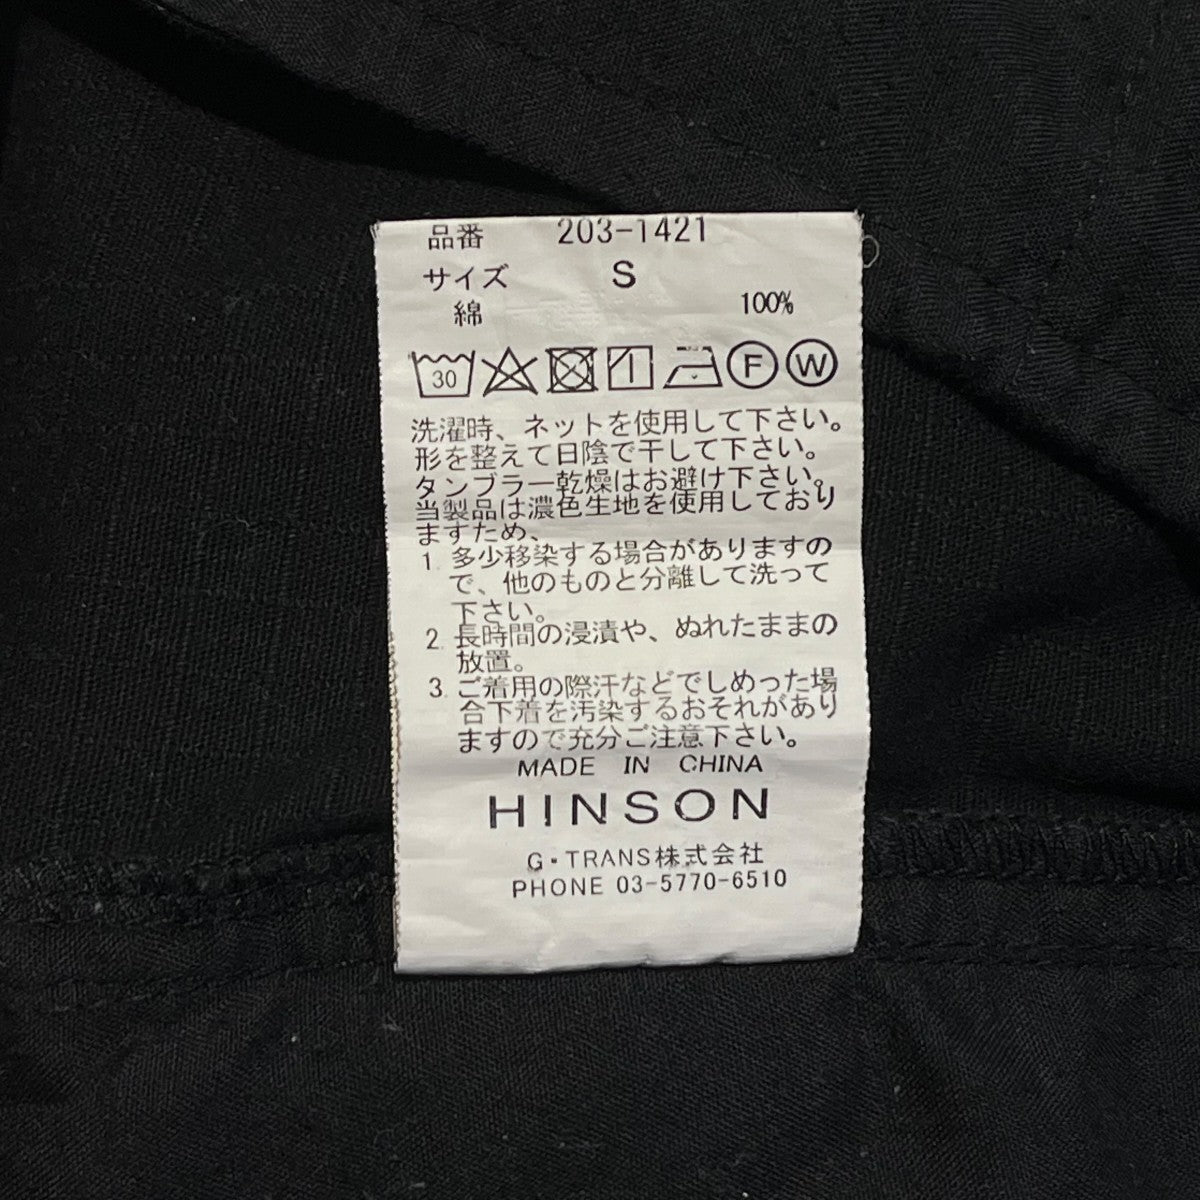 品番 203-1421
サイズ S
綿 100%
30 F W
洗濯時、ネットを使用して下さい。
形を整えて日陰で干して下さい。
タンブラー乾燥はお避け下さい。
当製品は濃色生地を使用しており
ますため、
1. 多少移染する場合がありますの
で、他のものと分離して洗って
下さい。
2. 長時間の浸漬や、ぬれたままの
放置。
3. ご着用の際汗などでしめった場
合下着を汚染するおそれがあり
ますので充分ご注意下さい。
MADE IN CHINA
HINSON
G・TRANS株式会社
PHONE 03-5770-6510